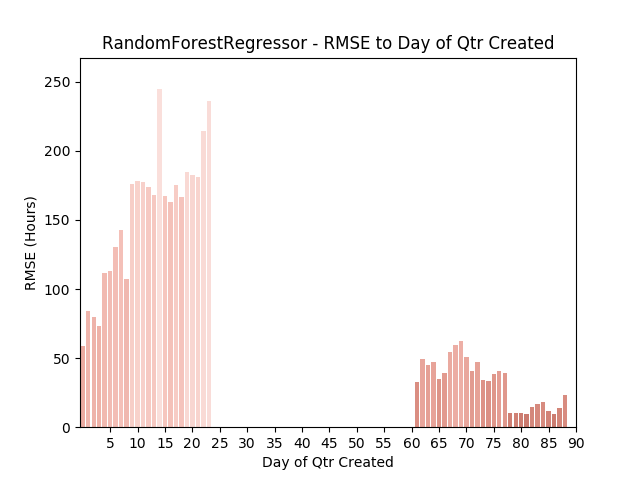 RandomForestRegressor - RMSE to Day of Qtr Created
250
200
150
100
50
0
RMSE (Hours)
5 10 15 20 25 30 35 40 45 50 55 60 65 70 75 80 85 90
Day of Qtr Created